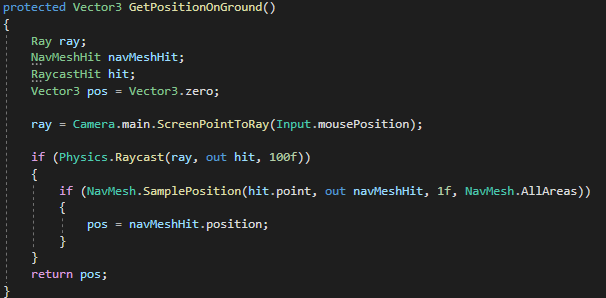 protected Vector3 GetPositionOnGround()
{
    Ray ray;
    NavMeshHit navMeshHit;
    RaycastHit hit;
    Vector3 pos = Vector3.zero;

    ray = Camera.main.ScreenPointToRay(Input.mousePosition);

    if (Physics.Raycast(ray, out hit, 100f))
    {
        if (NavMesh.SamplePosition(hit.point, out navMeshHit, 1f, NavMesh.AllAreas))
        {
            pos = navMeshHit.position;
        }
    }
    return pos;
}